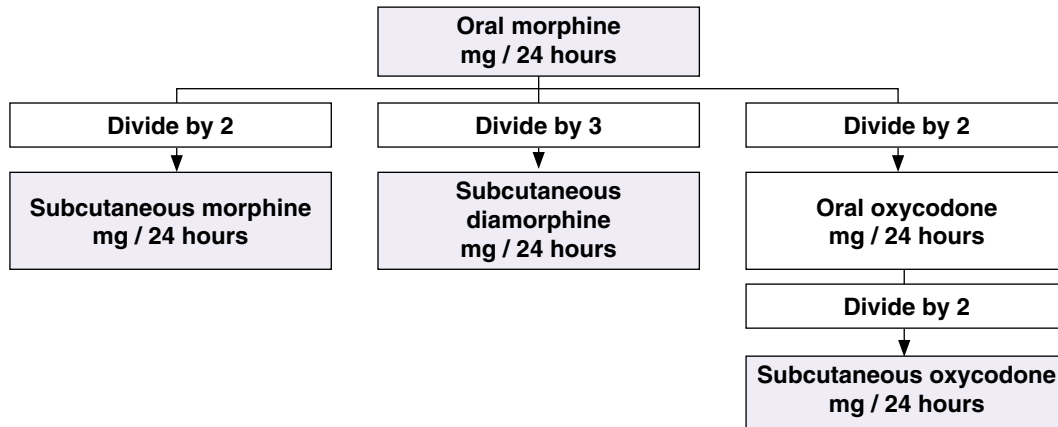 Oral morphine
mg / 24 hours
Divide by 2
Divide by 3
Divide by 2
Subcutaneous morphine
mg / 24 hours
Subcutaneous
diamorphine
mg / 24 hours
Oral oxycodone
mg / 24 hours
Divide by 2
Subcutaneous oxycodone
mg / 24 hours